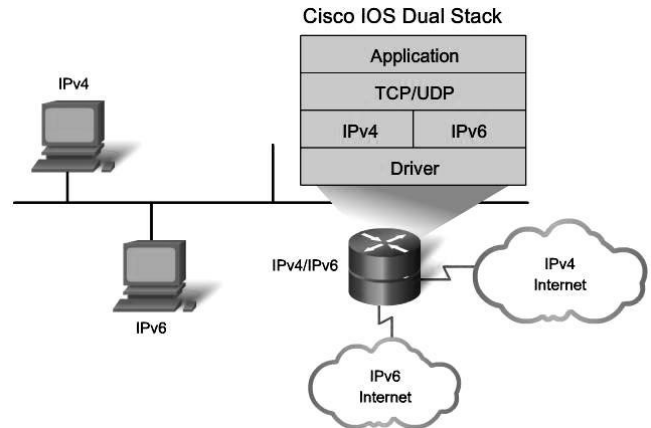 Cisco IOS Dual Stack
Application
TCP/UDP
IPv4
IPv6
Driver
IPv4
IPv6
IPv4/IPv6
IPv4
Internet
IPv6
Internet